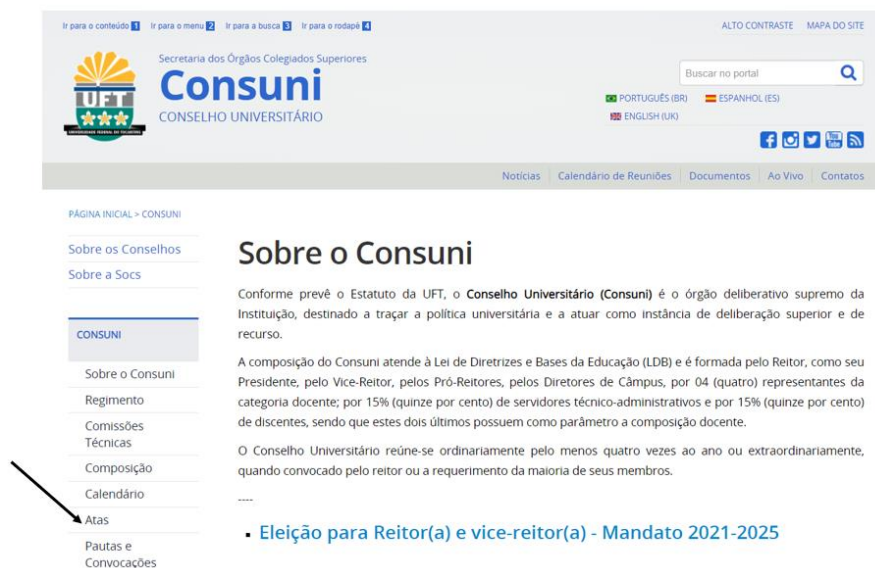 Ir para o conteúdo 1 Ir para o menu 2 Ir para a busca 3 Ir para o rodapé 4
ALTO CONTRASTE MAPA DO SITE
UFT
UNIVERSIDADE FEDERAL DO TOCANTINS
Secretaria dos Órgãos Colegiados Superiores
Consuni
CONSELHO UNIVERSITÁRIO
Buscar no portal
PORTUGUÊS (BR) ESPANHOL (ES)
ENGLISH (UK)
You Tube
Notícias Calendário de Reuniões Documentos Ao Vivo Contatos
PÁGINA INICIAL > CONSUNI
Sobre os Conselhos
Sobre a Socs
CONSUNI
Sobre o Consuni
Regimento
Comissões
Técnicas
Composição
Calendário
Atas
Pautas e
Convocações
Sobre o Consuni
Conforme prevê o Estatuto da UFT, o Conselho Universitário (Consuni) é o órgão deliberativo supremo da
Instituição, destinado a traçar a política universitária e a atuar como instância de deliberação superior e de
recurso.
A composição do Consuni atende à Lei de Diretrizes e Bases da Educação (LDB) e é formada pelo Reitor, como seu
Presidente, pelo Vice-Reitor, pelos Pró-Reitores, pelos Diretores de Câmpus, por 04 (quatro) representantes da
categoria docente; por 15% (quinze por cento) de servidores técnico-administrativos e por 15% (quinze por cento)
de discentes, sendo que estes dois últimos possuem como parâmetro a composição docente.
O Conselho Universitário reúne-se ordinariamente pelo menos quatro vezes ao ano ou extraordinariamente,
quando convocado pelo reitor ou a requerimento da maioria de seus membros.
----
▪ Eleição para Reitor(a) e vice-reitor(a) - Mandato 2021-2025